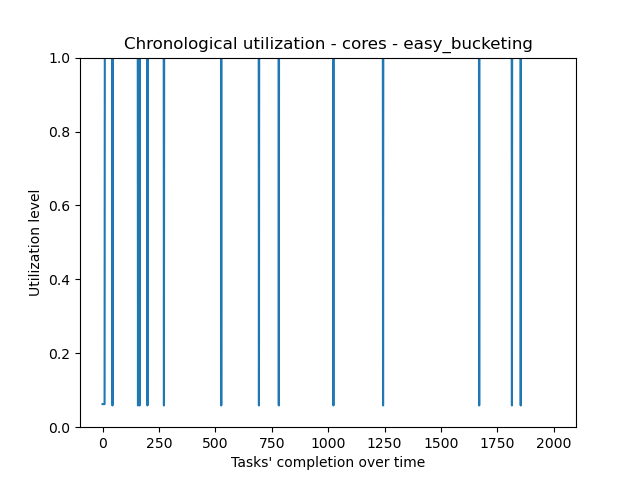 Chronological utilization - cores - easy_bucketing
1.0
0.8
0.6
0.4
0.2
0.0
Utilization level
0 250 500 750 1000 1250 1500 1750 2000
Tasks' completion over time